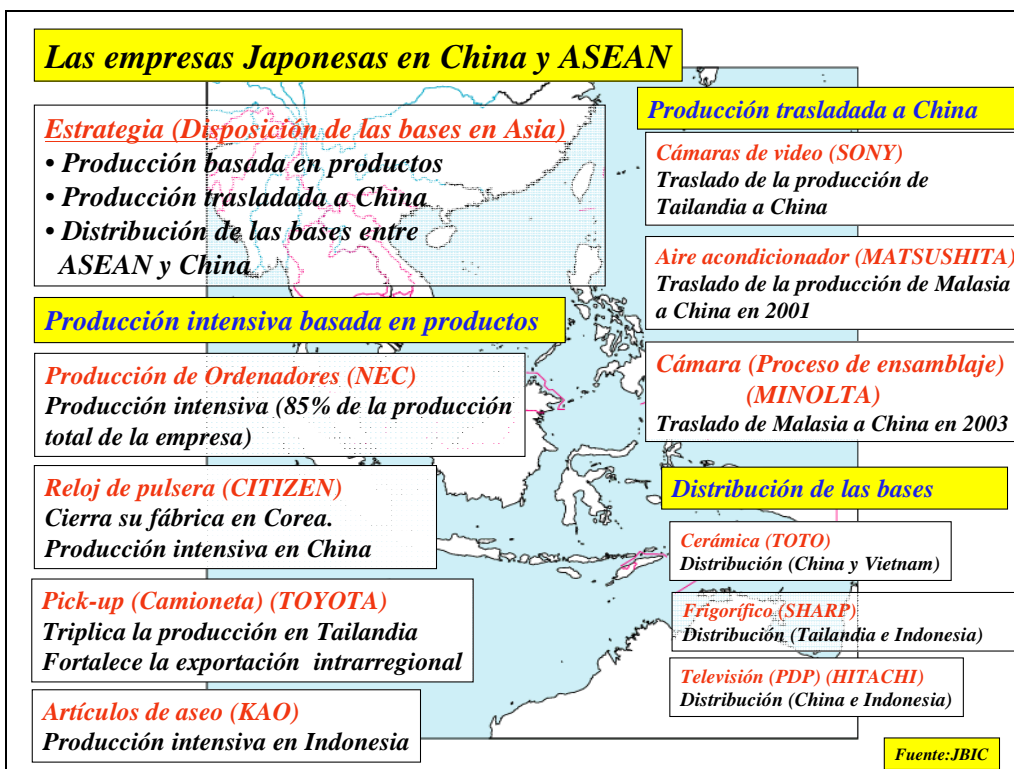 Las empresas Japonesas en China y ASEAN
Estrategia (Disposición de las bases en Asia)
• Producción basada en productos
• Producción trasladada a China
• Distribución de las bases entre
ASEAN y China
Producción intensiva basada en productos
Producción de Ordenadores (NEC)
Producción intensiva (85% de la producción
total de la empresa)
Reloj de pulsera (CITIZEN)
Cierra su fábrica en Corea.
Producción intensiva en China
Pick-up (Camioneta) (TOYOTA)
Triplica la producción en Tailandia
Fortalece la exportación intrarregional
Artículos de aseo (KAO)
Producción intensiva en Indonesia
Producción trasladada a China
Cámaras de video (SONY)
Traslado de la producción de
Tailandia a China
Aire acondicionador (MATSUSHITA)
Traslado de la producción de Malasia
a China en 2001
Cámara (Proceso de ensamblaje)
(MINOLTA)
Traslado de Malasia a China en 2003
Distribución de las bases
Cerámica (TOTO)
Distribución (China y Vietnam)
Frigorífico (SHARP)
Distribución (Tailandia e Indonesia)
Televisión (PDP) (HITACHI)
Distribución (China e Indonesia)
Fuente:JBIC